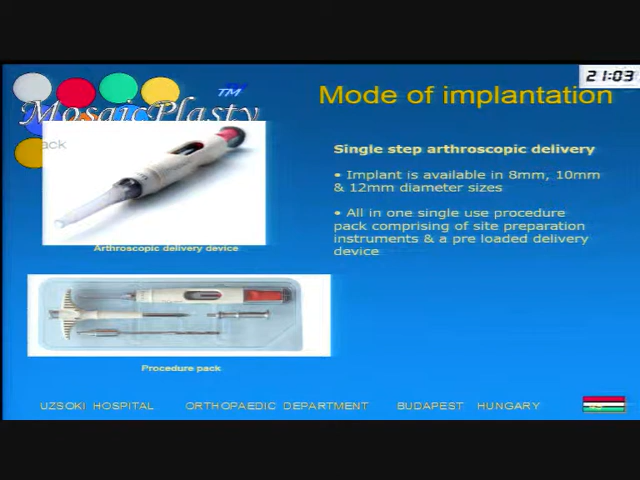 21:03
TM
Mode of implantation
MosaicPlasty
ack
Single step arthroscopic delivery
• Implant is available in 8mm, 10mm
& 12mm diameter sizes
• All in one single use procedure
pack comprising of site preparation
instruments & a pre loaded delivery
device
Arthroscopic delivery device
Procedure pack
UZSOKI HOSPITAL ORTHOPAEDIC DEPARTMENT BUDAPEST HUNGARY